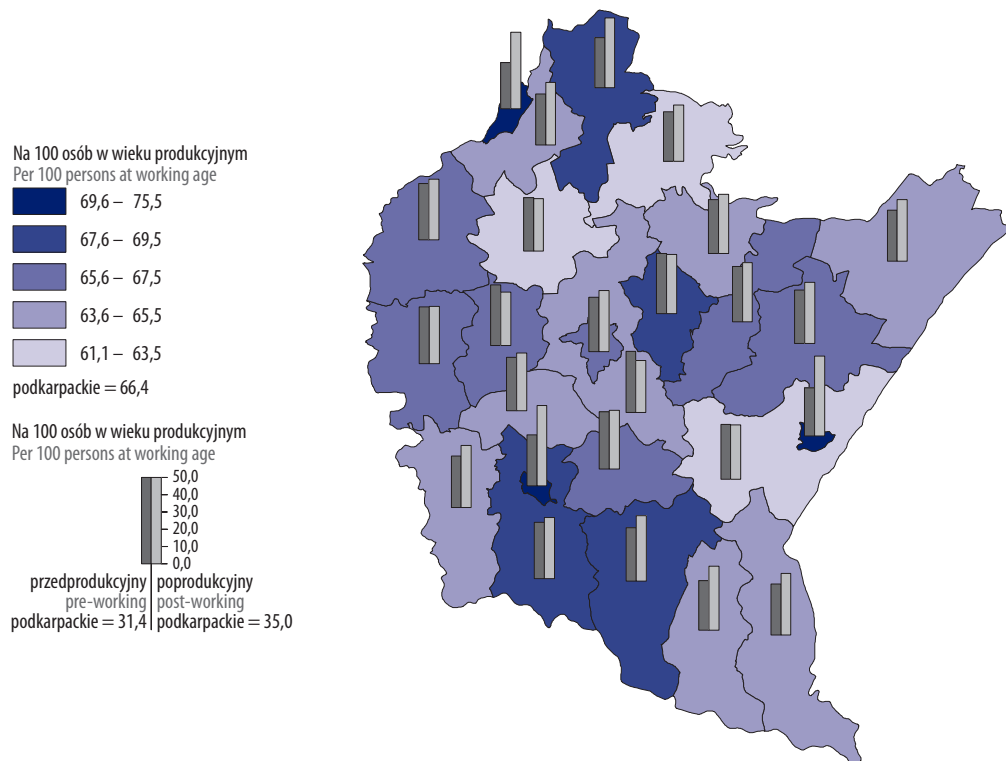 Na 100 osób w wieku produkcyjnym
Per 100 persons at working age
69,6 – 75,5
67,6 – 69,5
65,6 – 67,5
63,6 – 65,5
61,1 – 63,5
podkarpackie = 66,4
Na 100 osób w wieku produkcyjnym
Per 100 persons at working age
50,0
40,0
30,0
20,0
10,0
0,0
przedprodukcyjny poprodukcyjny
pre-working post-working
podkarpackie = 31,4 podkarpackie = 35,0